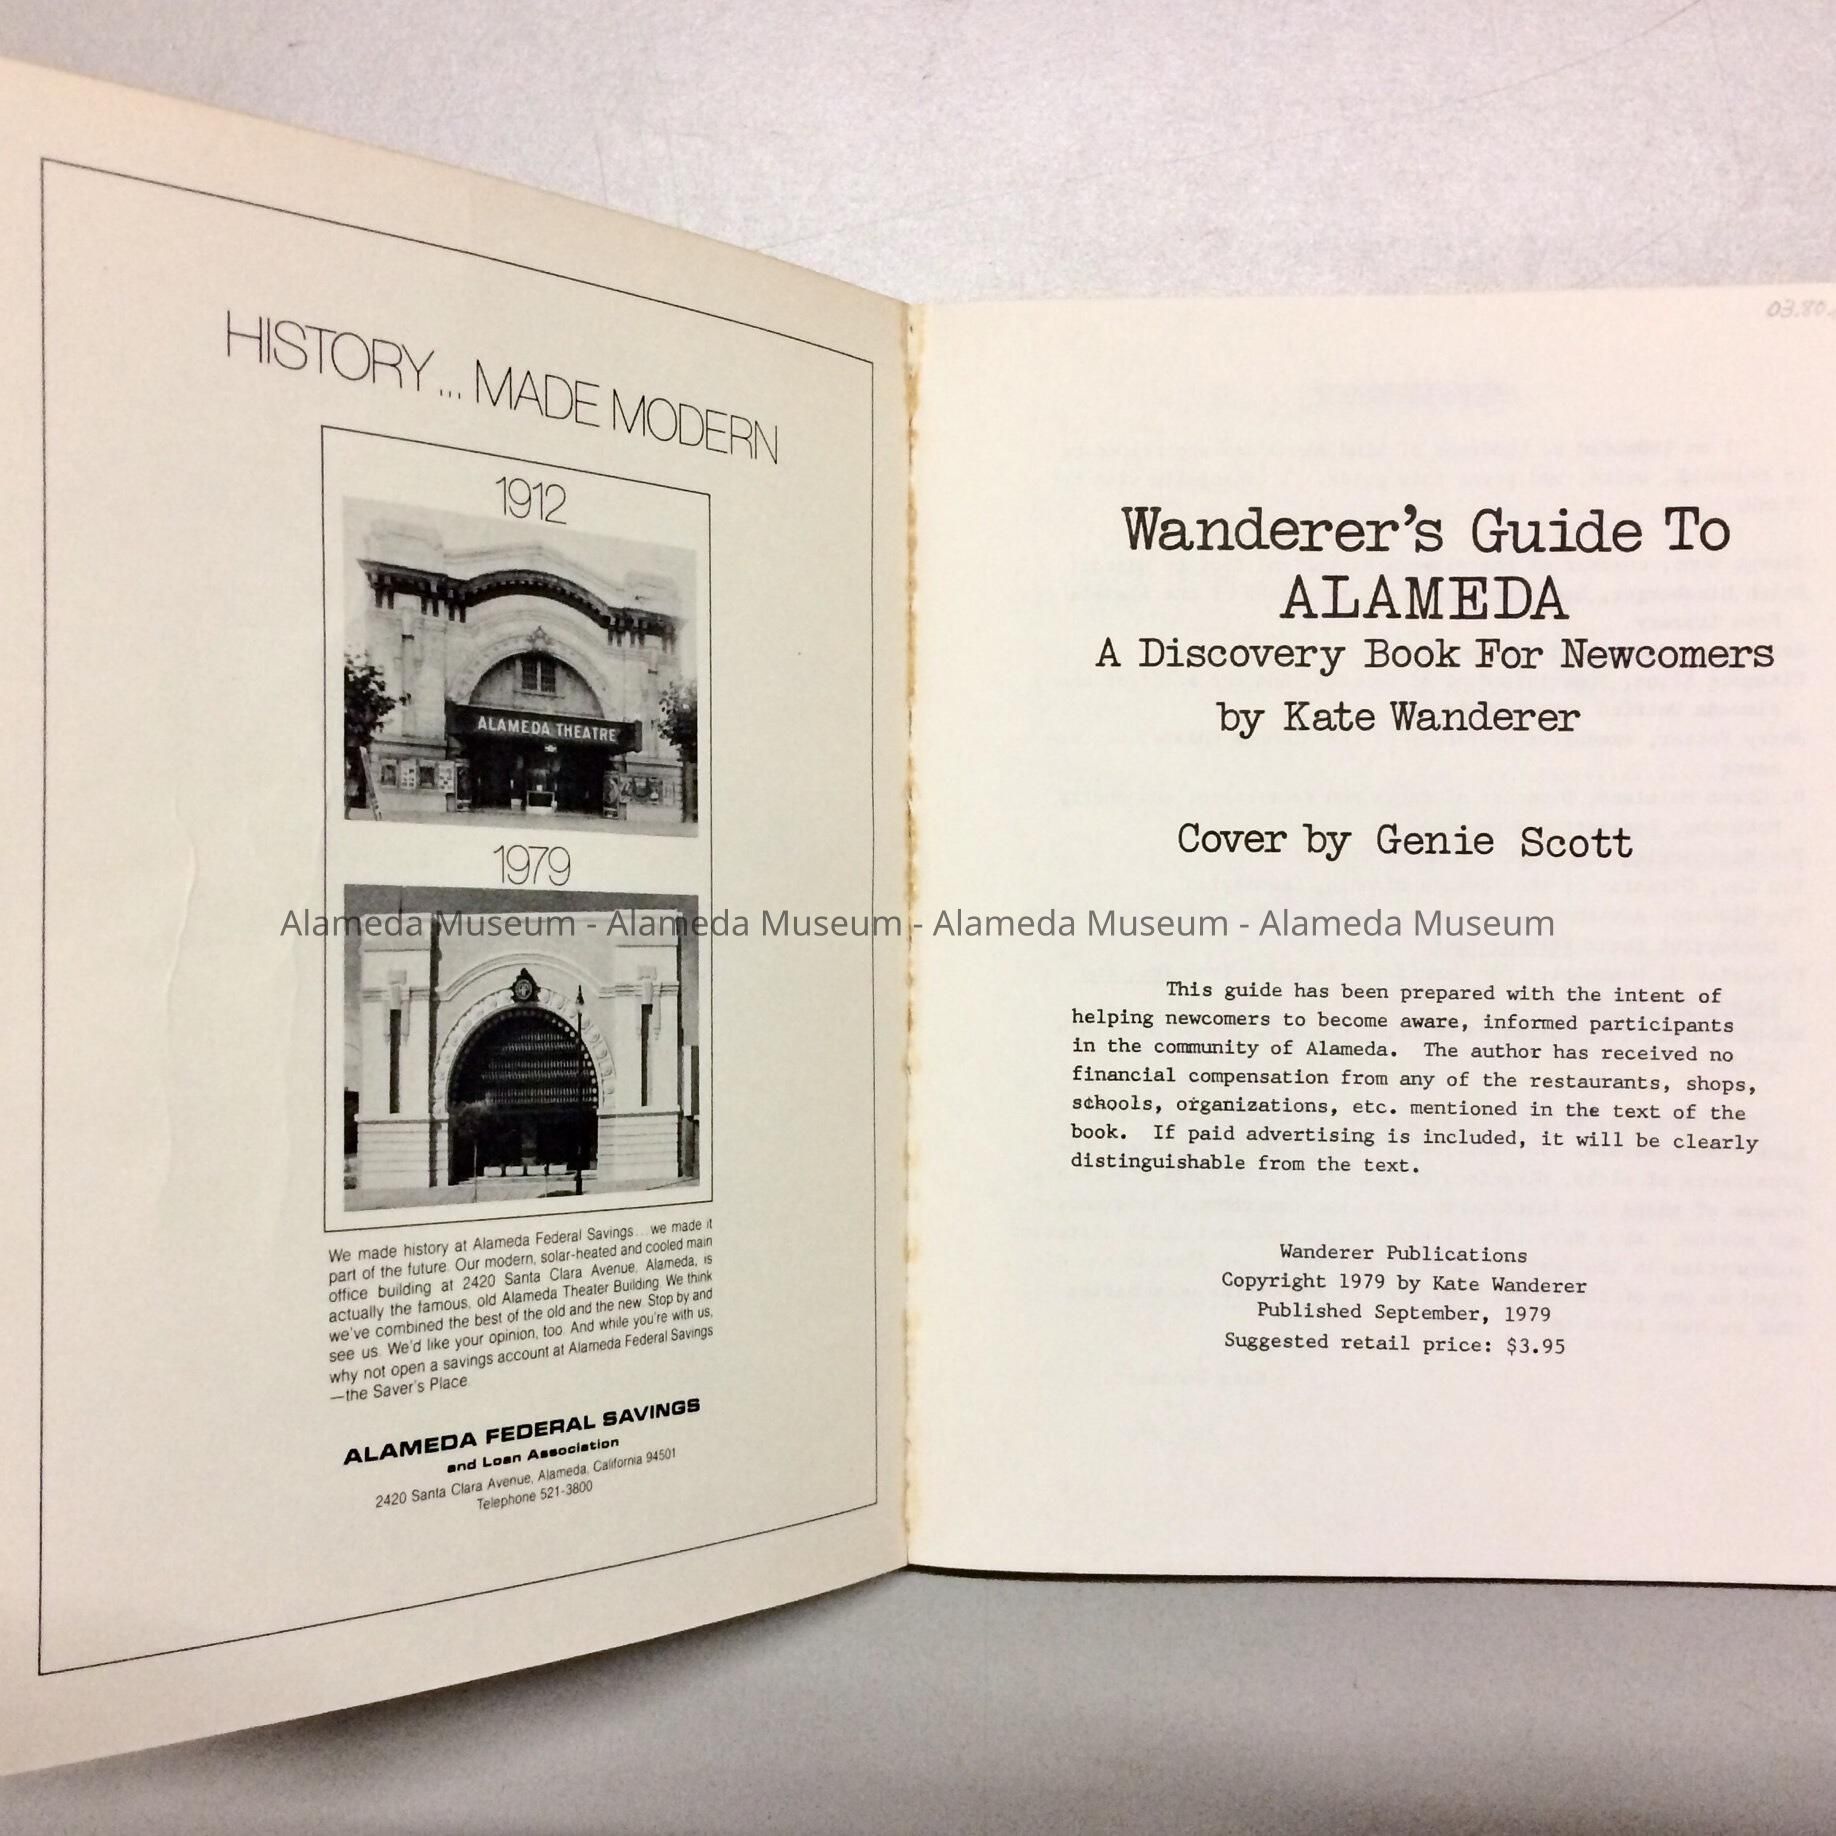 HISTORY... MADE MODERN
1912
ALAMEDA THEATRE
1979
We made history at Alameda Federal Savings...we made it
part of the future. Our modern, solar-heated and cooled main
office building at 2420 Santa Clara Avenue, Alameda, is
actually the famous, old Alameda Theater Building. We think
we've combined the best of the old and the new. Stop by and
see us. We'd like your opinion, too. And while you're with us,
why not open a savings account at Alameda Federal Savings
—the Saver's Place.
ALAMEDA FEDERAL SAVINGS
and Loan Association
2420 Santa Clara Avenue, Alameda, California 94501
Telephone 521-3800
03.80.
Wanderer's Guide To
ALAMEDA
A Discovery Book For Newcomers
by Kate Wanderer
Cover by Genie Scott
Alameda Museum - Alameda Museum - Alameda Museum - Alameda Museum
This guide has been prepared with the intent of
helping newcomers to become aware, informed participants
in the community of Alameda. The author has received no
financial compensation from any of the restaurants, shops,
schools, organizations, etc. mentioned in the text of the
book. If paid advertising is included, it will be clearly
distinguishable from the text.
Wanderer Publications
Copyright 1979 by Kate Wanderer
Published September, 1979
Suggested retail price: $3.95